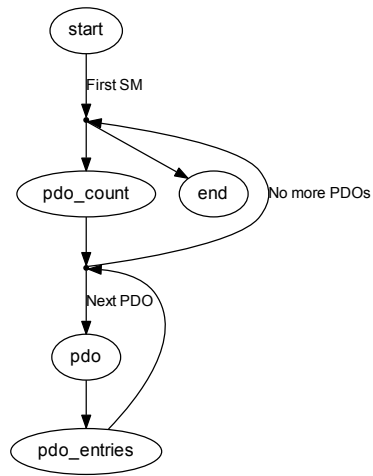 start
First SM
pdo_count
end
No more PDOs
Next PDO
pdo
pdo_entries